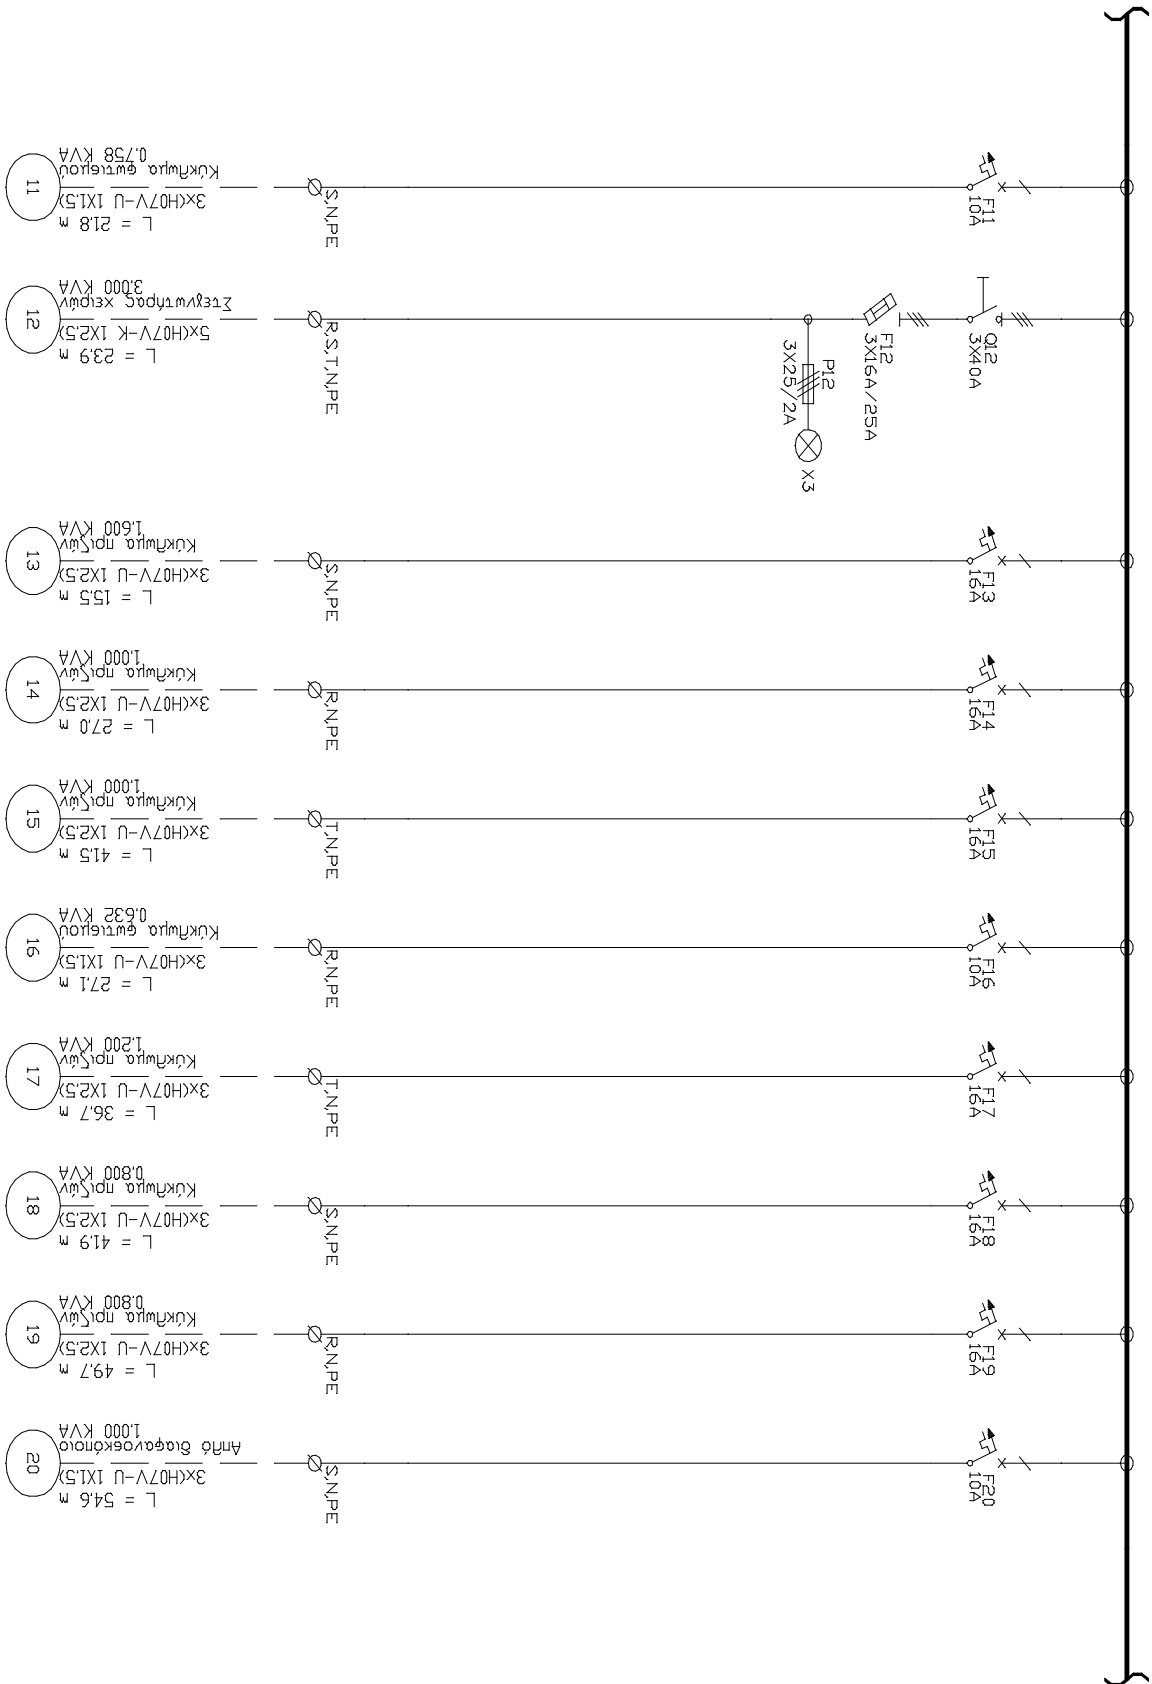 F11
10A
S,N,PE
11
0.758 KVA
Κύκλωμα φωτισμού
3x(H07V-U 1X1.5)
L = 21.8 m
Q12
3X40A
F12
3X16A/25A
P12
3X25/2A
X3
R,S,T,N,PE
12
3.000 KVA
Στεγνωτήρας χειρών
5x(H07V-K 1X2.5)
L = 23.9 m
F13
16A
S,N,PE
13
1.600 KVA
Κύκλωμα πριζών
3x(H07V-U 1X2.5)
L = 15.5 m
F14
16A
R,N,PE
14
1.000 KVA
Κύκλωμα πριζών
3x(H07V-U 1X2.5)
L = 27.0 m
F15
16A
T,N,PE
15
1.000 KVA
Κύκλωμα πριζών
3x(H07V-U 1X2.5)
L = 41.5 m
F16
10A
R,N,PE
16
0.632 KVA
Κύκλωμα φωτισμού
3x(H07V-U 1X1.5)
L = 27.1 m
F17
16A
T,N,PE
17
1.200 KVA
Κύκλωμα πριζών
3x(H07V-U 1X2.5)
L = 36.7 m
F18
16A
S,N,PE
18
0.800 KVA
Κύκλωμα πριζών
3x(H07V-U 1X2.5)
L = 41.9 m
F19
16A
R,N,PE
19
0.800 KVA
Κύκλωμα πριζών
3x(H07V-U 1X2.5)
L = 49.7 m
F20
10A
S,N,PE
20
1.000 KVA
Απλό διαφανοσκόπιο
3x(H07V-U 1X1.5)
L = 54.6 m